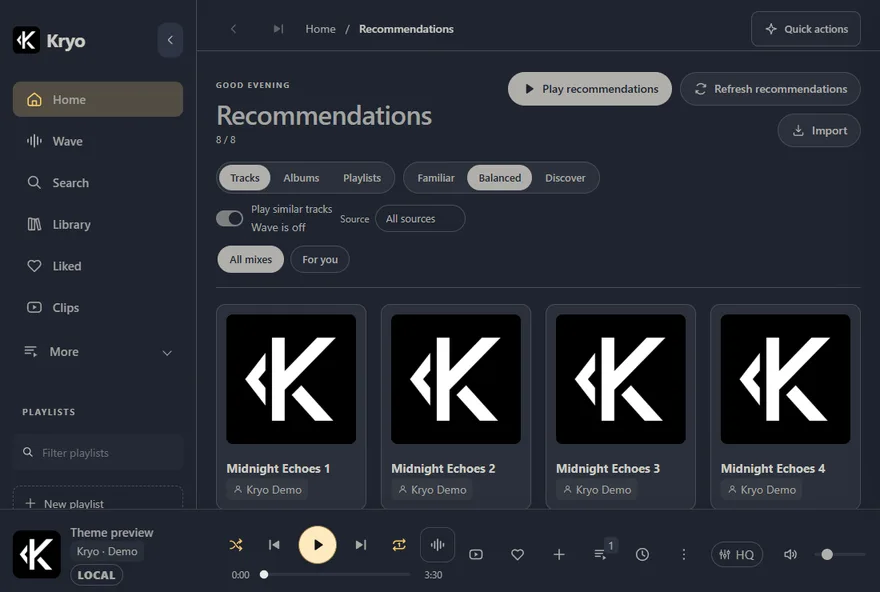 Kryo
Home
Wave
Search
Library
Liked
Clips
More
PLAYLISTS
Filter playlists
New playlist
Home / Recommendations
Quick actions
GOOD EVENING
Recommendations
8 / 8
Play recommendations
Refresh recommendations
Import
Tracks Albums Playlists
Familiar Balanced Discover
Play similar tracks
Wave is off
Source
All sources
All mixes
For you
Midnight Echoes 1
Kryo Demo
Midnight Echoes 2
Kryo Demo
Midnight Echoes 3
Kryo Demo
Midnight Echoes 4
Kryo Demo
Theme preview
Kryo · Demo
LOCAL
0:00
3:30
1
HQ